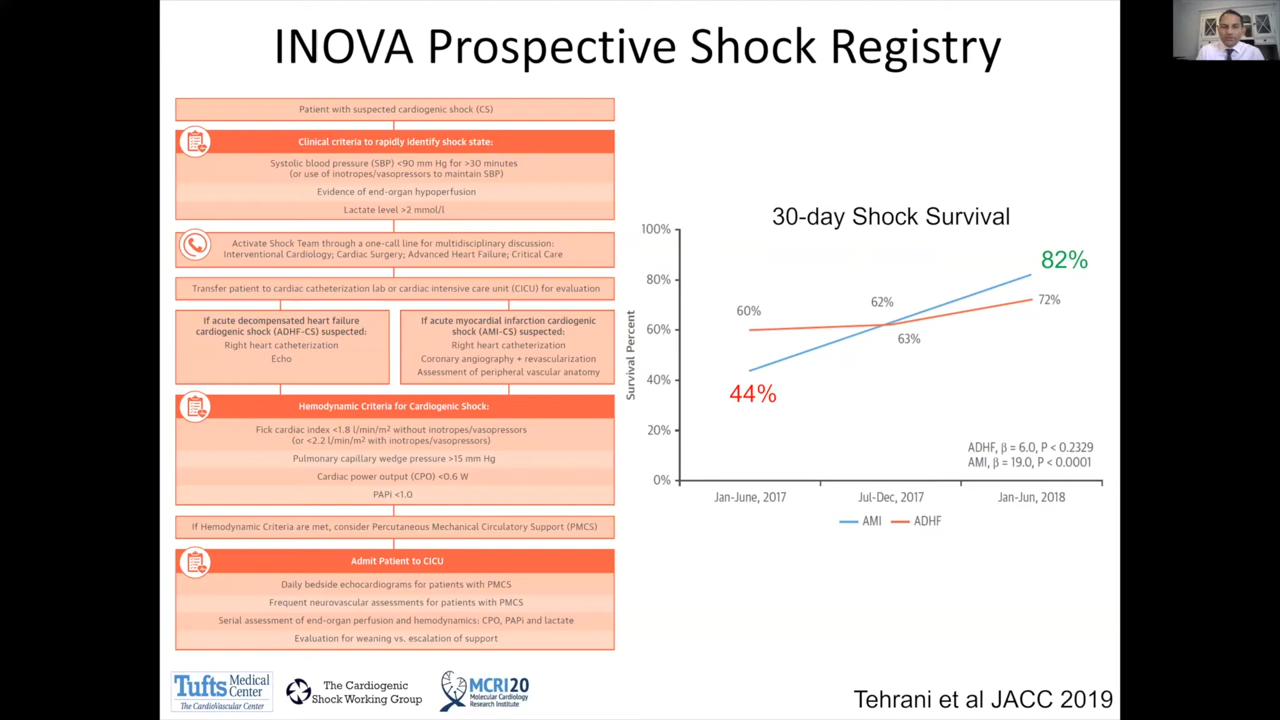 INOVA Prospective Shock Registry
Patient with suspected cardiogenic shock (CS)
Clinical criteria to rapidly identify shock state:
Systolic blood pressure (SBP) <90 mm Hg for >30 minutes
(or use of inotropes/vasopressors to maintain SBP)
Evidence of end-organ hypoperfusion
Lactate level >2 mmol/l
Activate Shock Team through a one-call line for multidisciplinary discussion:
Interventional Cardiology; Cardiac Surgery; Advanced Heart Failure; Critical Care
Transfer patient to cardiac catheterization lab or cardiac intensive care unit (CICU) for evaluation
If acute decompensated heart failure
cardiogenic shock (ADHF-CS) suspected:
Right heart catheterization
Echo
If acute myocardial infarction cardiogenic
shock (AMI-CS) suspected:
Right heart catheterization
Coronary angiography + revascularization
Assessment of peripheral vascular anatomy
Hemodynamic Criteria for Cardiogenic Shock:
Fick cardiac index <1.8 l/min/m² without inotropes/vasopressors
(or <2.2 l/min/m² with inotropes/vasopressors)
Pulmonary capillary wedge pressure >15 mm Hg
Cardiac power output (CPO) <0.6 W
PAPi <1.0
If Hemodynamic Criteria are met, consider Percutaneous Mechanical Circulatory Support (PMCS)
Admit Patient to CICU
Daily bedside echocardiograms for patients with PMCS
Frequent neurovascular assessments for patients with PMCS
Serial assessment of end-organ perfusion and hemodynamics: CPO, PAPi and lactate
Evaluation for weaning vs. escalation of support
30-day Shock Survival
Survival Percent
100%
80%
60%
40%
20%
0%
60%
44%
62%
63%
82%
72%
ADHF, β = 6.0, P < 0.2329
AMI, β = 19.0, P < 0.0001
Jan-June, 2017
Jul-Dec, 2017
Jan-Jun, 2018
AMI
ADHF
Tufts Medical
Center
The CardioVascular Center
The Cardiogenic
Shock Working Group
MCRI20
Molecular Cardiology
Research Institute
Tehrani et al JACC 2019